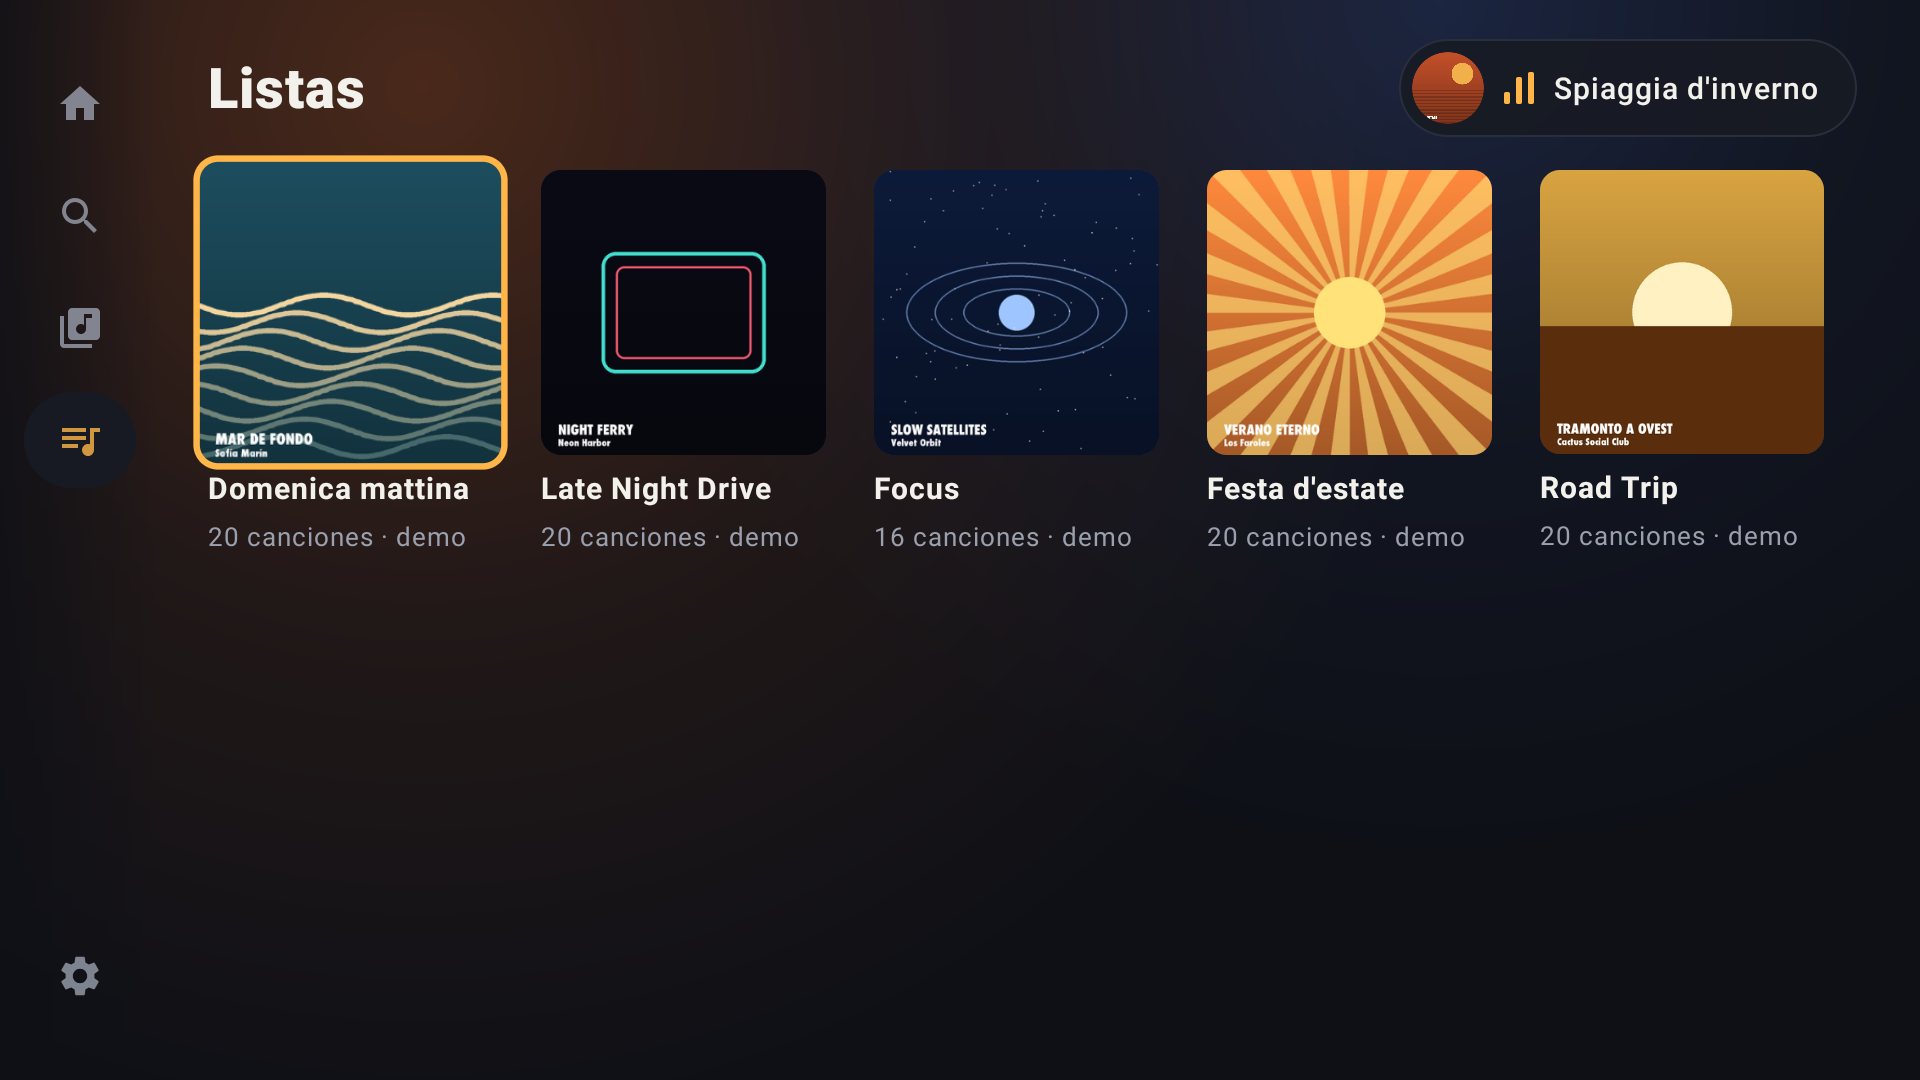 Listas
Spiaggia d'inverno
MAR DE FONDO
Sofia Marin
Domenica mattina
20 canciones · demo
NIGHT FERRY
Neon Harbor
Late Night Drive
20 canciones · demo
SLOW SATELLITES
Velvet Orbit
Focus
16 canciones · demo
VERANO ETERNO
Los Faroles
Festa d'estate
20 canciones · demo
TRAMONTO A OVEST
Cactus Social Club
Road Trip
20 canciones · demo